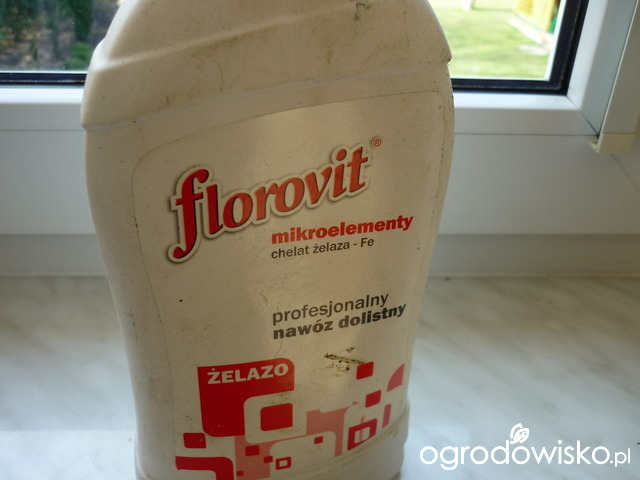 florovit®
mikroelementy
chelat żelaza - Fe
profesjonalny
nawóz dolistny
ŻELAZO
ogrodowisko.pl